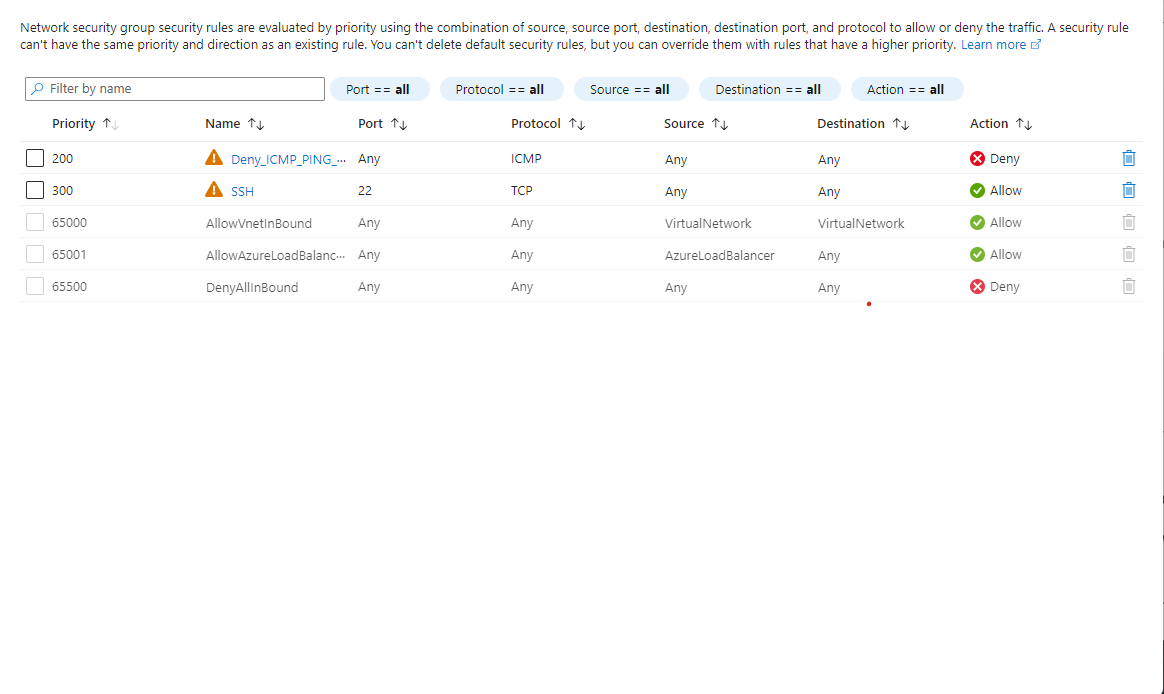 Network security group security rules are evaluated by priority using the combination of source, source port, destination, destination port, and protocol to allow or deny the traffic. A security rule
can't have the same priority and direction as an existing rule. You can't delete default security rules, but you can override them with rules that have a higher priority. Learn more
Filter by name Port == all Protocol == all Source == all Destination == all Action == all
Priority ↑↓ Name ↑↓ Port ↑↓ Protocol ↑↓ Source ↑↓ Destination ↑↓ Action ↑↓
200 Deny_ICMP_PING_... Any ICMP Any Any Deny
300 SSH 22 TCP Any Any Allow
65000 AllowVnetInBound Any Any VirtualNetwork VirtualNetwork Allow
65001 AllowAzureLoadBalanc... Any Any AzureLoadBalancer Any Allow
65500 DenyAllInBound Any Any Any Any Deny